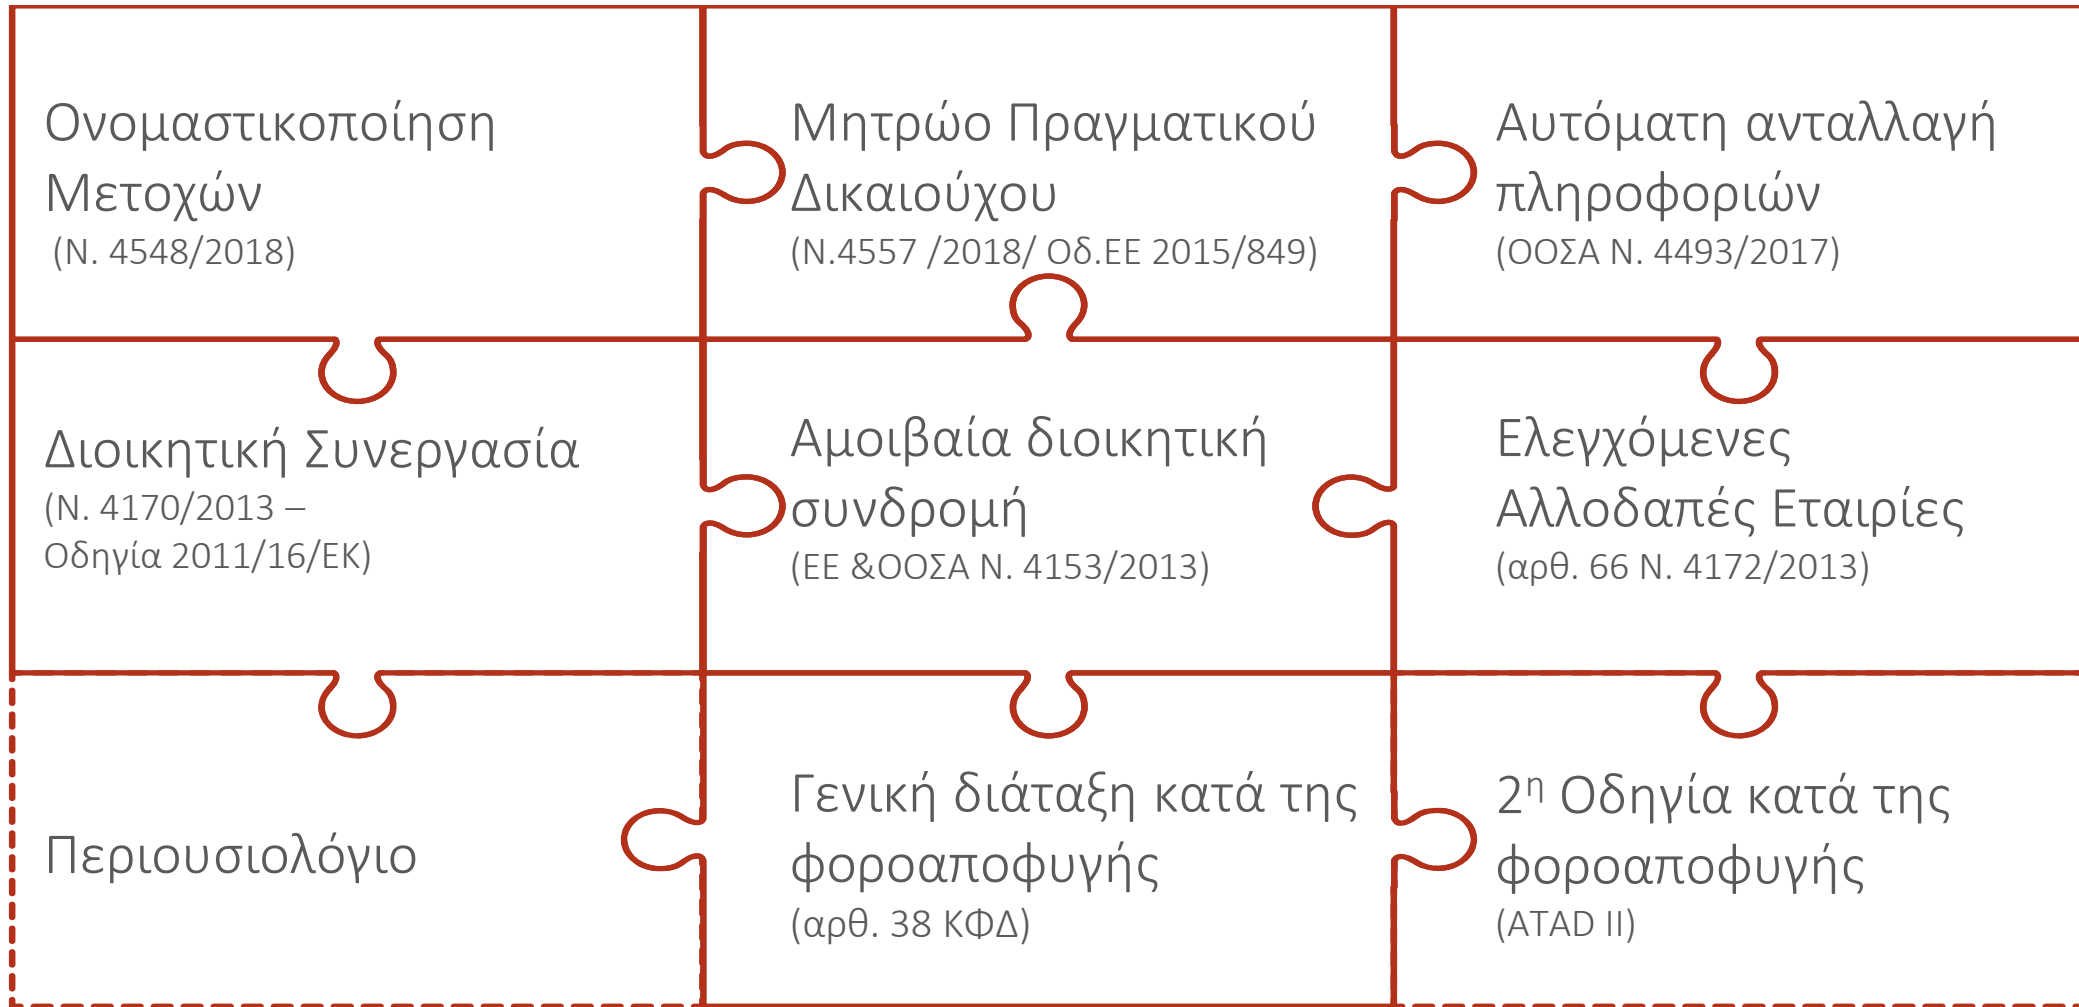 Ονομαστικοποίηση
Μετοχών
(Ν. 4548/2018)
Μητρώο Πραγματικού
Δικαιούχου
(Ν.4557 /2018/ Οδ.ΕΕ 2015/849)
Αυτόματη ανταλλαγή
πληροφοριών
(ΟΟΣΑ Ν. 4493/2017)
Διοικητική Συνεργασία
(Ν. 4170/2013 –
Οδηγία 2011/16/ΕΚ)
Αμοιβαία διοικητική
συνδρομή
(ΕΕ &ΟΟΣΑ Ν. 4153/2013)
Ελεγχόμενες
Αλλοδαπές Εταιρίες
(αρθ. 66 Ν. 4172/2013)
Περιουσιολόγιο
Γενική διάταξη κατά της
φοροαποφυγής
(αρθ. 38 ΚΦΔ)
2η Οδηγία κατά της
φοροαποφυγής
(ATAD II)